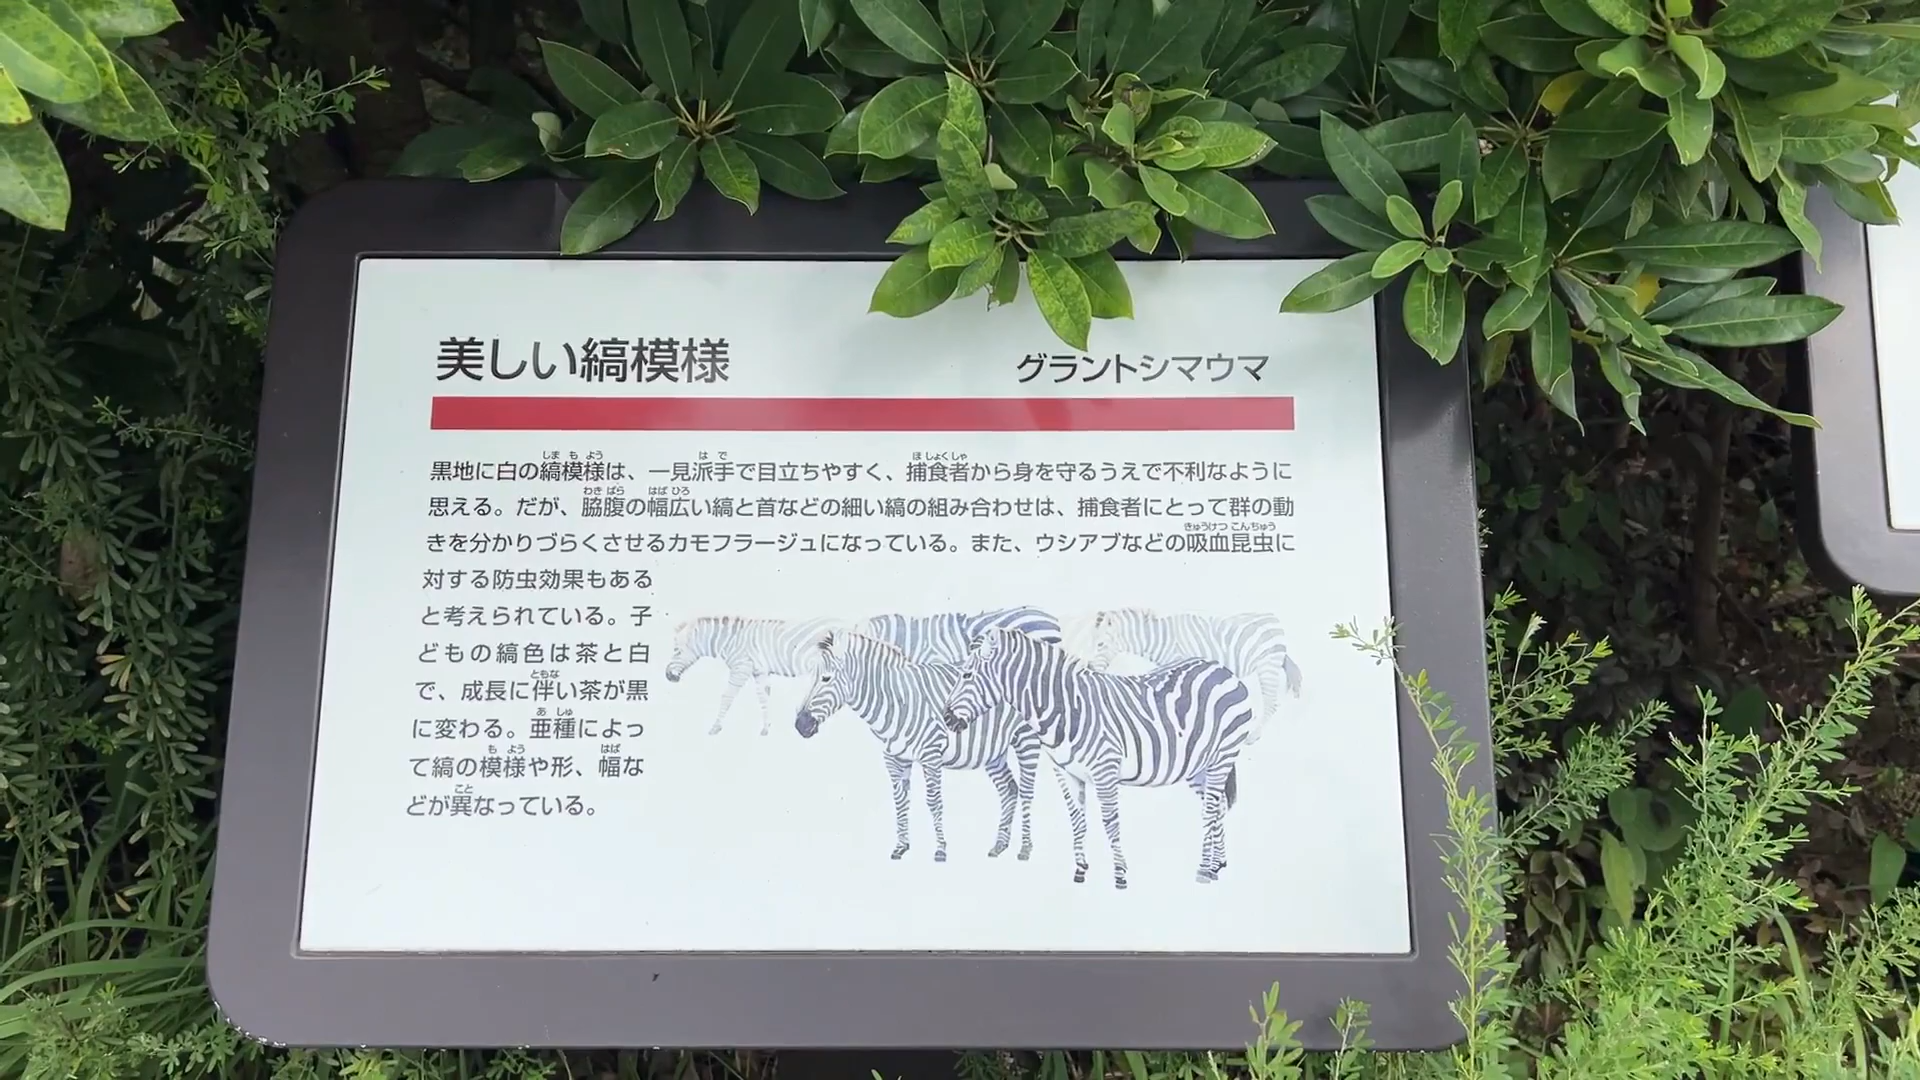 美しい縞模様 グラントシマウマ
黒地に白の縞模様は、一見派手で目立ちやすく、捕食者から身を守るうえで不利なように
思える。だが、脇腹の幅広い縞と首などの細い縞の組み合わせは、捕食者にとって群の動
きを分かりづらくさせるカモフラージュになっている。また、ウシアブなどの吸血昆虫に
対する防虫効果もある
と考えられている。子
どもの縞色は茶と白
で、成長に伴い茶が黒
に変わる。亜種によっ
て縞の模様や形、幅な
どが異なっている。